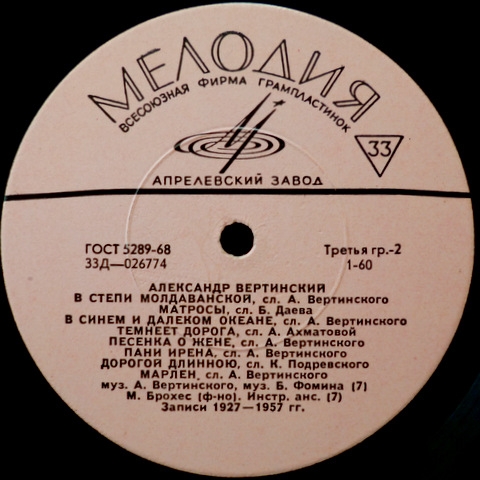 МЕЛОДИЯ
ВСЕСОЮЗНАЯ ФИРМА ГРАМПЛАСТИНОК
33
АПРЕЛЕВСКИЙ ЗАВОД
ГОСТ 5289-68
Третья гр.-2
33Д—026774
1-60
АЛЕКСАНДР ВЕРТИНСКИЙ
В СТЕПИ МОЛДАВАНСКОЙ, сл. А. Вертинского
МАТРОСЫ, сл. Б. Даева
В СИНЕМ И ДАЛЕКОМ ОКЕАНЕ, сл. А. Вертинского
ТЕМНЕЕТ ДОРОГА, сл. А. Ахматовой
ПЕСЕНКА О ЖЕНЕ, сл. А. Вертинского
ПАНИ ИРЕНА, сл. А. Вертинского
ДОРОГОЙ ДЛИННОЮ, сл. К. Подревского
МАРЛЕН, сл. А. Вертинского
муз. А. Вертинского, муз. Б. Фомина (7)
М. Брохес (ф-но). Инстр. анс. (7)
Записи 1927—1957 гг.